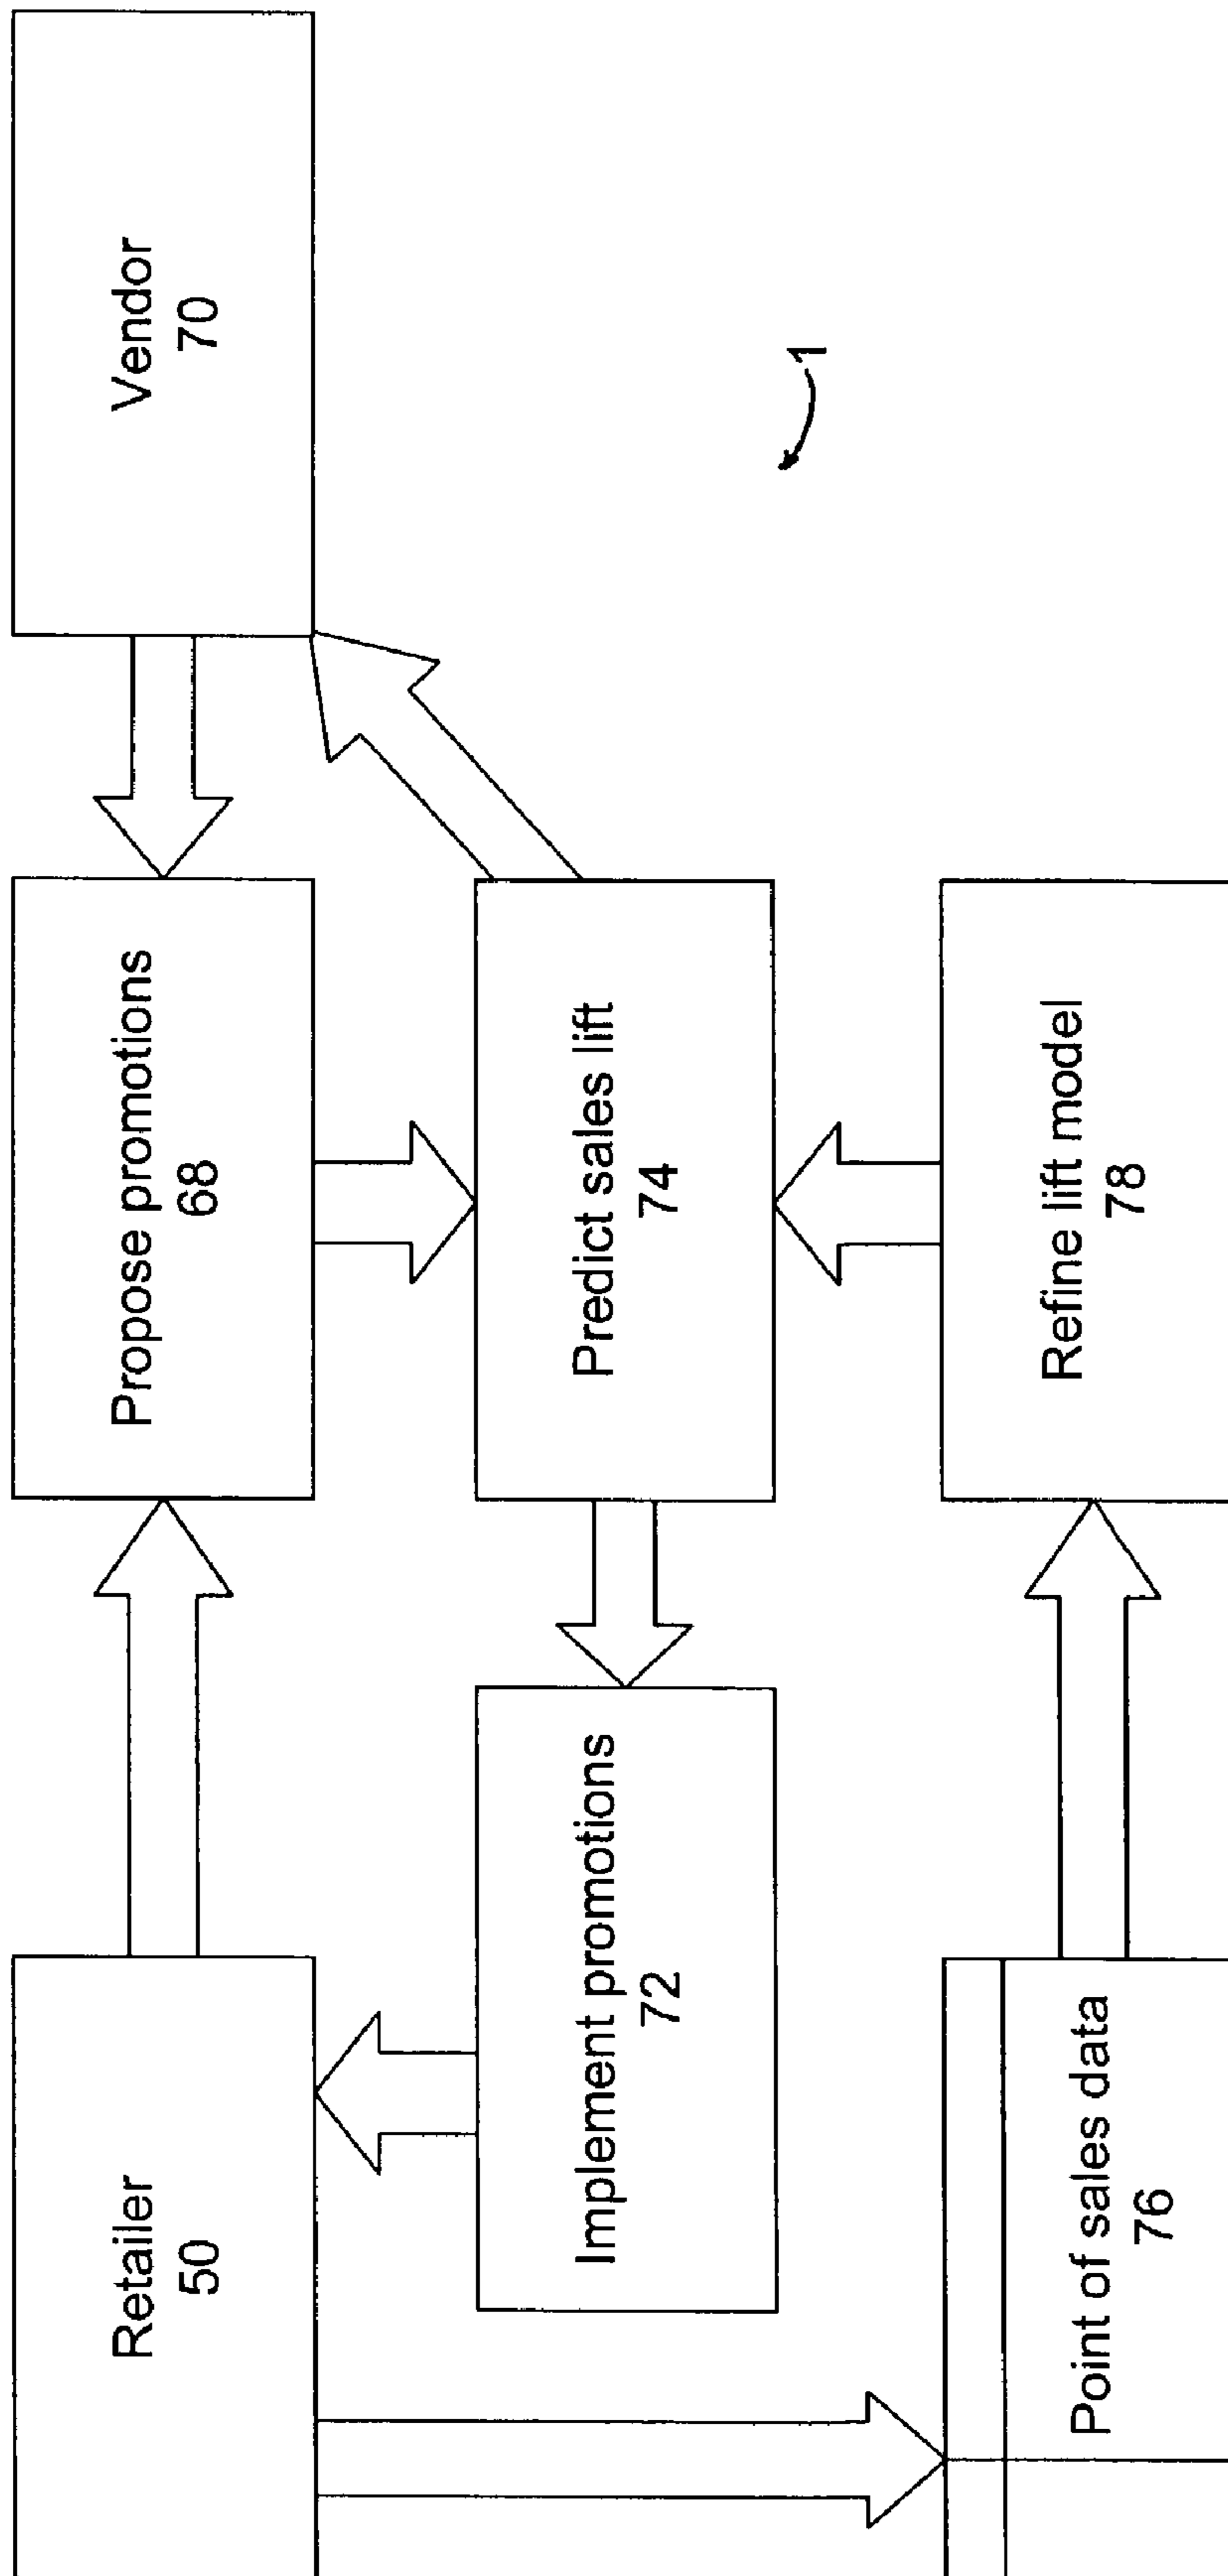 Retailer
50
Propose promotions
68
Vendor
70
Implement promotions
72
Predict sales lift
74
1
Point of sales data
76
Refine lift model
78